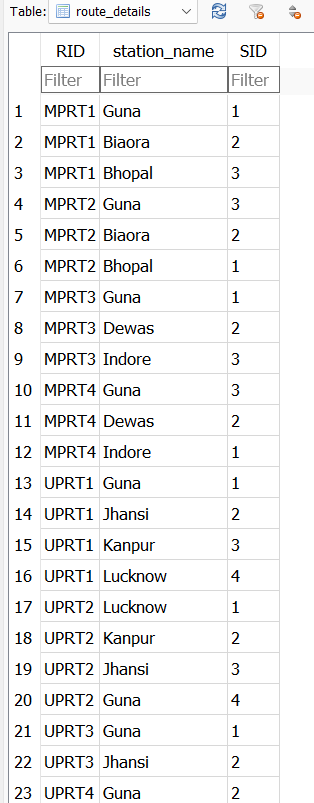 Table: route_details
RID station_name SID
Filter Filter Filter
1 MPRT1 Guna 1
2 MPRT1 Biaora 2
3 MPRT1 Bhopal 3
4 MPRT2 Guna 3
5 MPRT2 Biaora 2
6 MPRT2 Bhopal 1
7 MPRT3 Guna 1
8 MPRT3 Dewas 2
9 MPRT3 Indore 3
10 MPRT4 Guna 3
11 MPRT4 Dewas 2
12 MPRT4 Indore 1
13 UPRT1 Guna 1
14 UPRT1 Jhansi 2
15 UPRT1 Kanpur 3
16 UPRT1 Lucknow 4
17 UPRT2 Lucknow 1
18 UPRT2 Kanpur 2
19 UPRT2 Jhansi 3
20 UPRT2 Guna 4
21 UPRT3 Guna 1
22 UPRT3 Jhansi 2
23 UPRT4 Guna 2